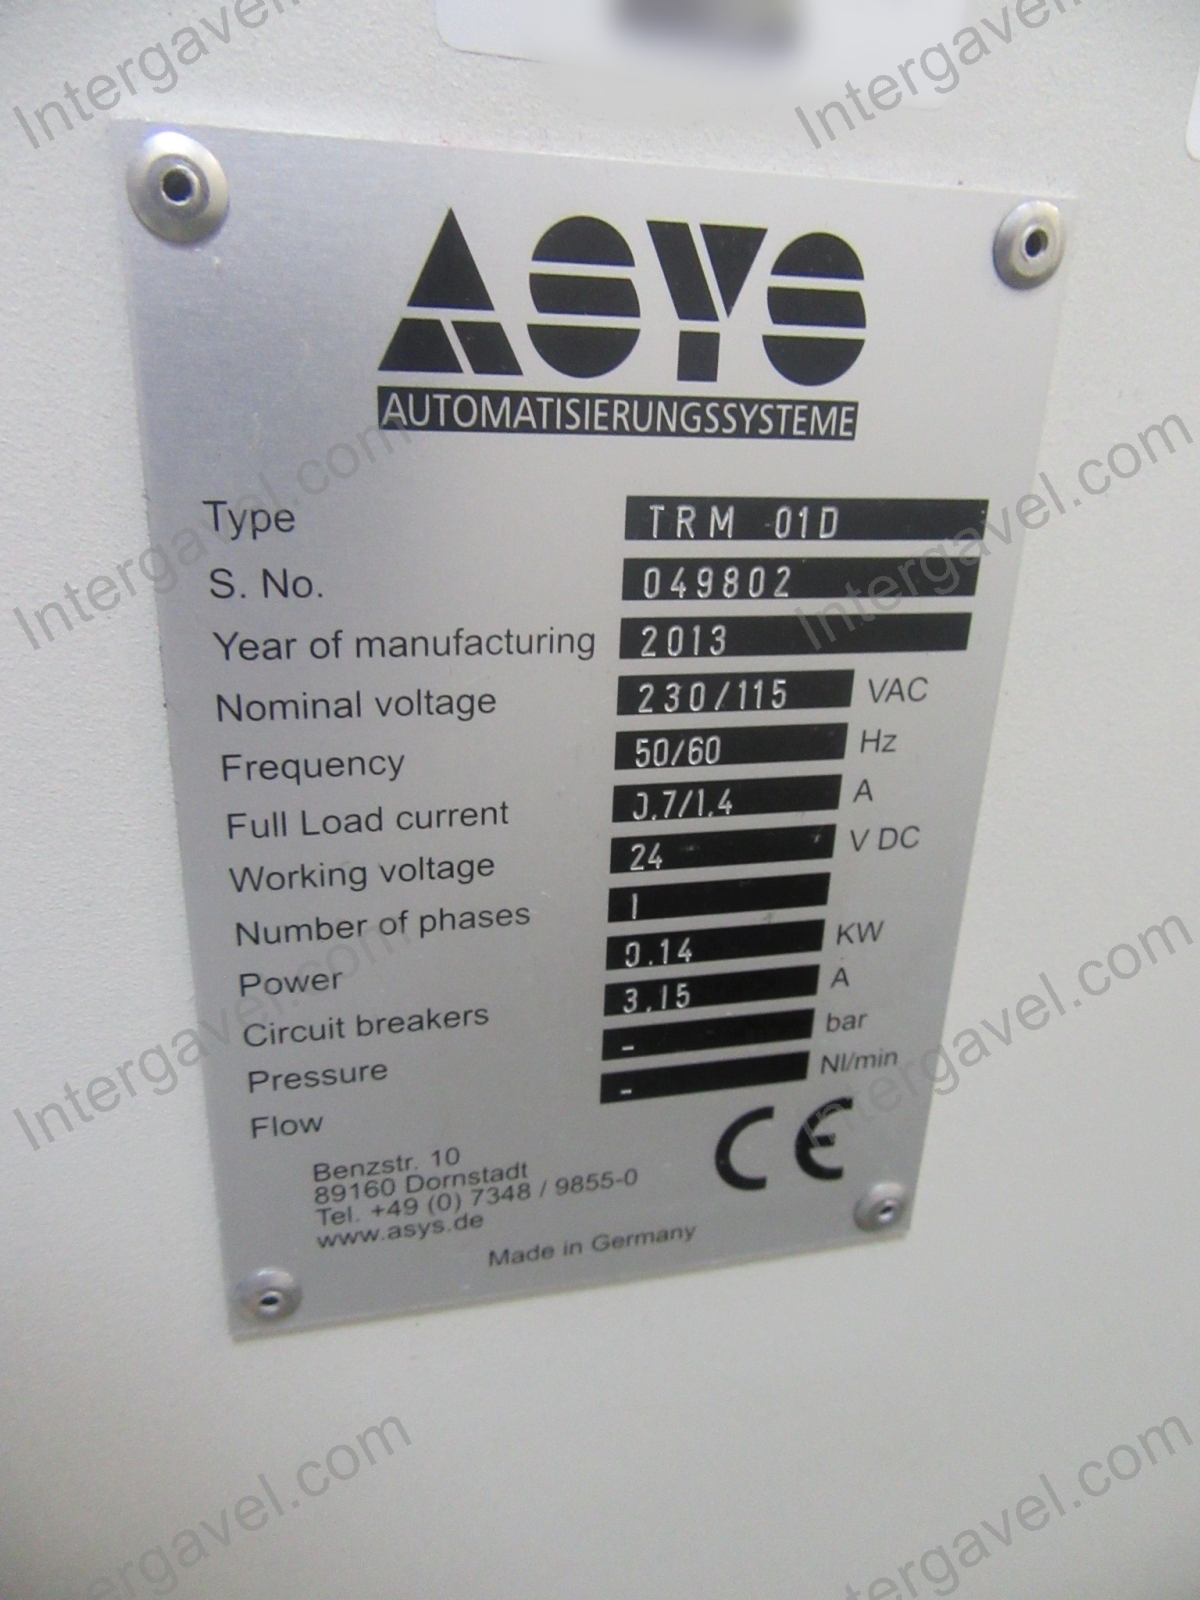 ASYS
AUTOMATISIERUNGSSYSTEME
Type TRM 01D
S. No. 049802
Year of manufacturing 2013
Nominal voltage 230/115 VAC
Frequency 50/60 Hz
Full Load current 0,7/1,4 A
Working voltage 24 V DC
Number of phases 1
Power 0.14 KW
Circuit breakers 3,15 A
Pressure - bar
Flow - Nl/min
CE
Benzstr. 10
89160 Dornstadt
Tel. +49 (0) 7348 / 9855-0
www.asys.de
Made in Germany
Intergavel.com
Intergavel.com
Intergavel.com
Intergavel.com
Intergavel.com
Intergavel.com
Intergavel.com
Intergavel.com